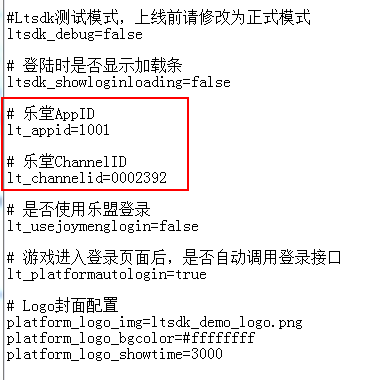 #Ltsdk测试模式，上线前请修改为正式模式
ltsdk_debug=false
# 登陆时是否显示加载条
ltsdk_showloginloading=false
# 乐堂AppID
lt_appid=1001
# 乐堂ChannelID
lt_channelid=0002392
# 是否使用乐盟登录
lt_usejoymenglogin=false
# 游戏进入登录页面后，是否自动调用登录接口
lt_platformautologin=true
# Logo封面配置
platform_logo_img=ltsdk_demo_logo.png
platform_logo_bgcolor=#ffffffff
platform_logo_showtime=3000